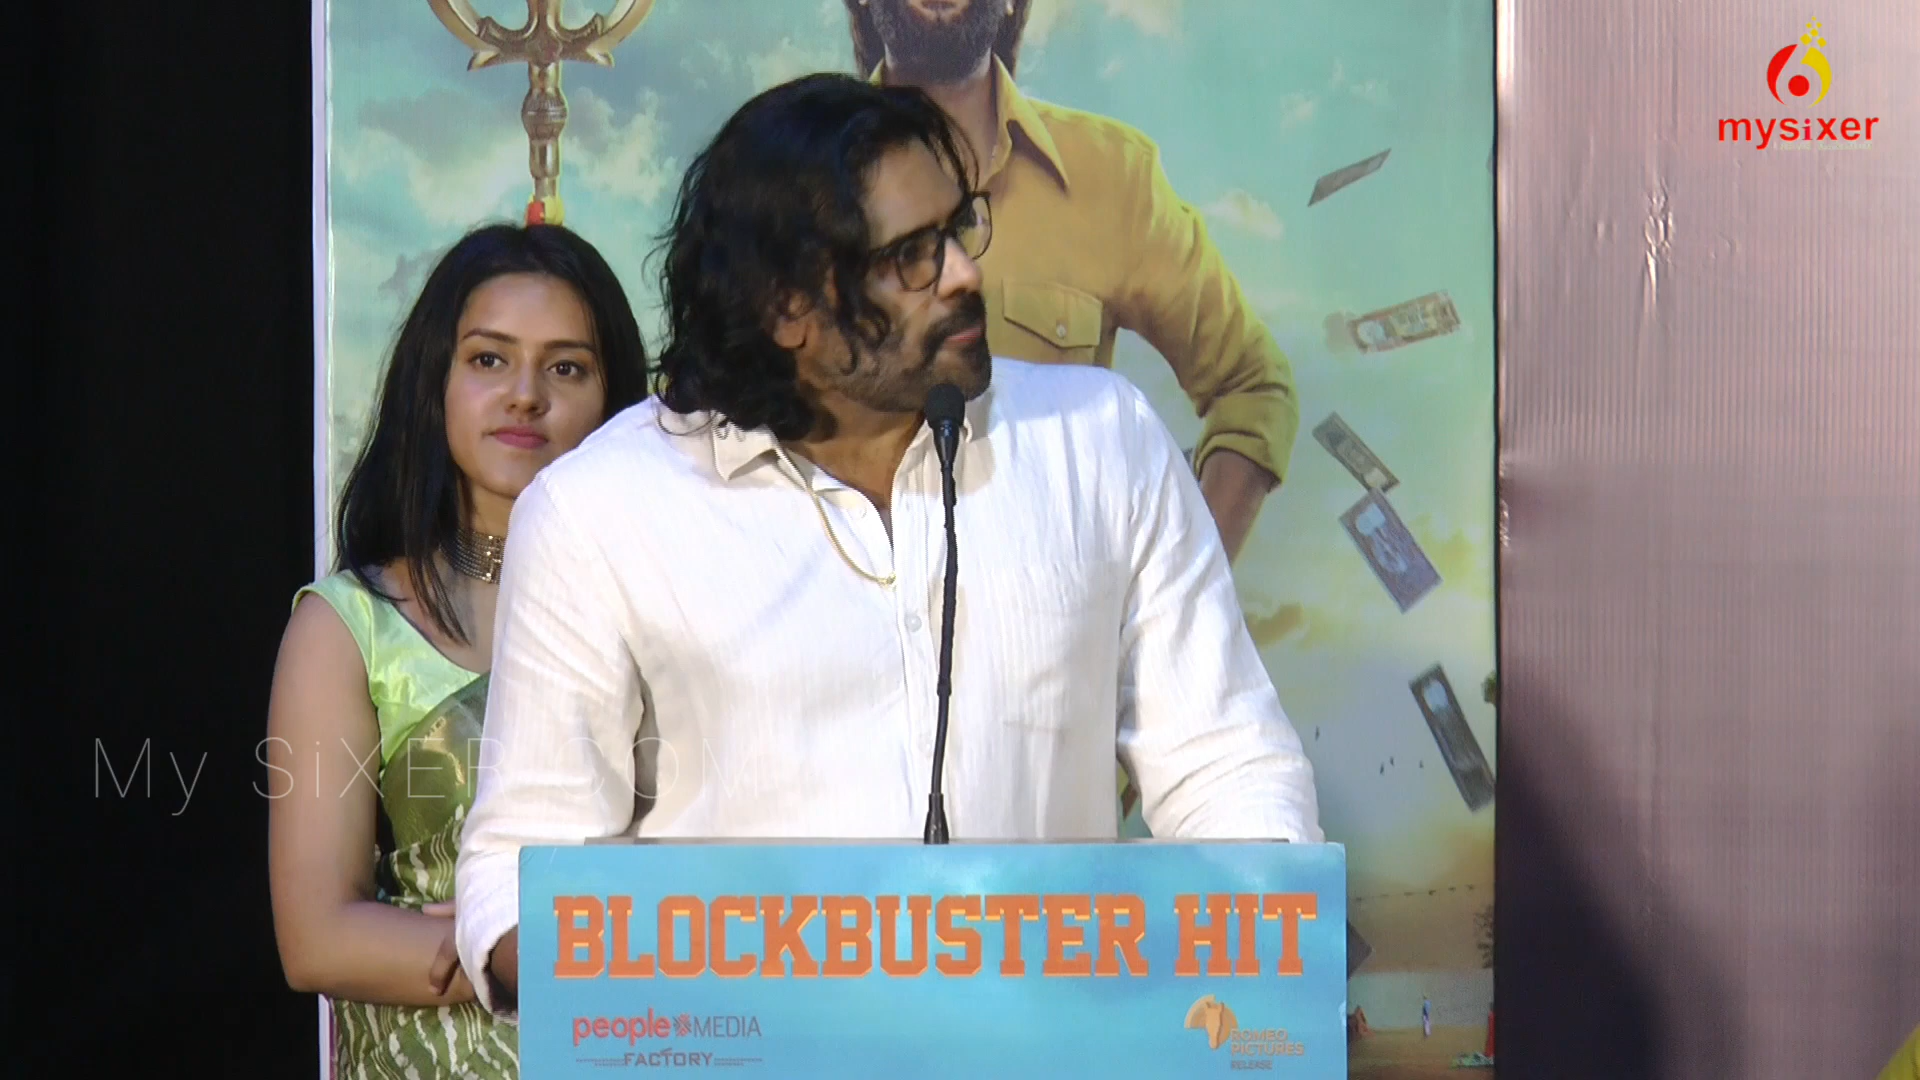 mysixer
My SiXER.COM
BLOCKBUSTER HIT
people MEDIA
FACTORY
ROMEO
PICTURES
RELEASE